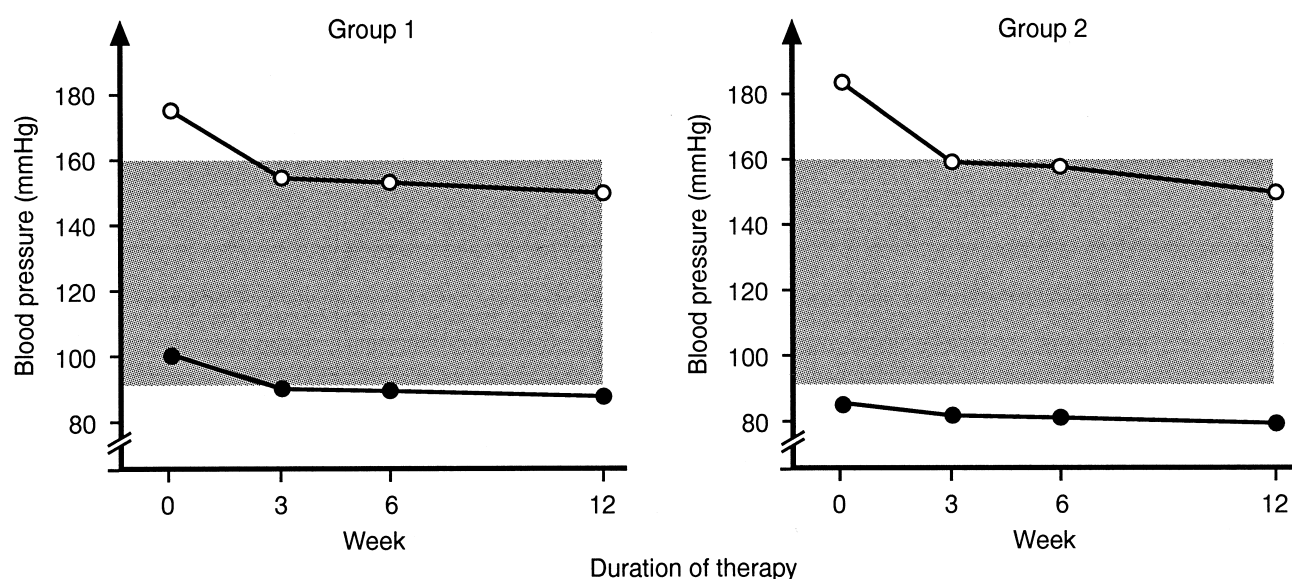 Group 1
Blood pressure (mmHg)
180
160
140
120
100
80
0 3 6 12
Week
Group 2
Blood pressure (mmHg)
180
160
140
120
100
80
0 3 6 12
Week
Duration of therapy